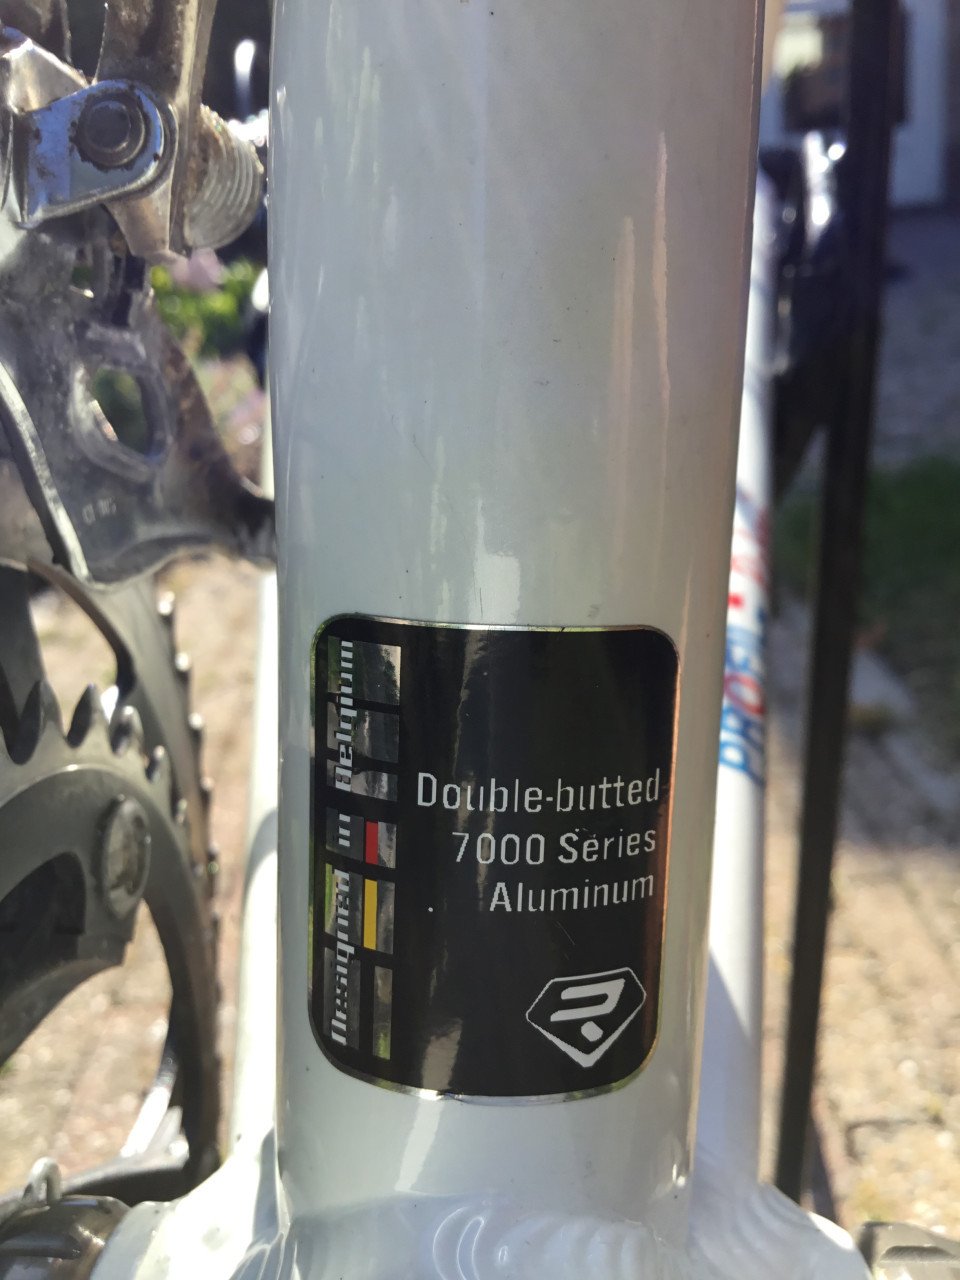 Designed in Belgium
Double-butted
7000 Series
Aluminum